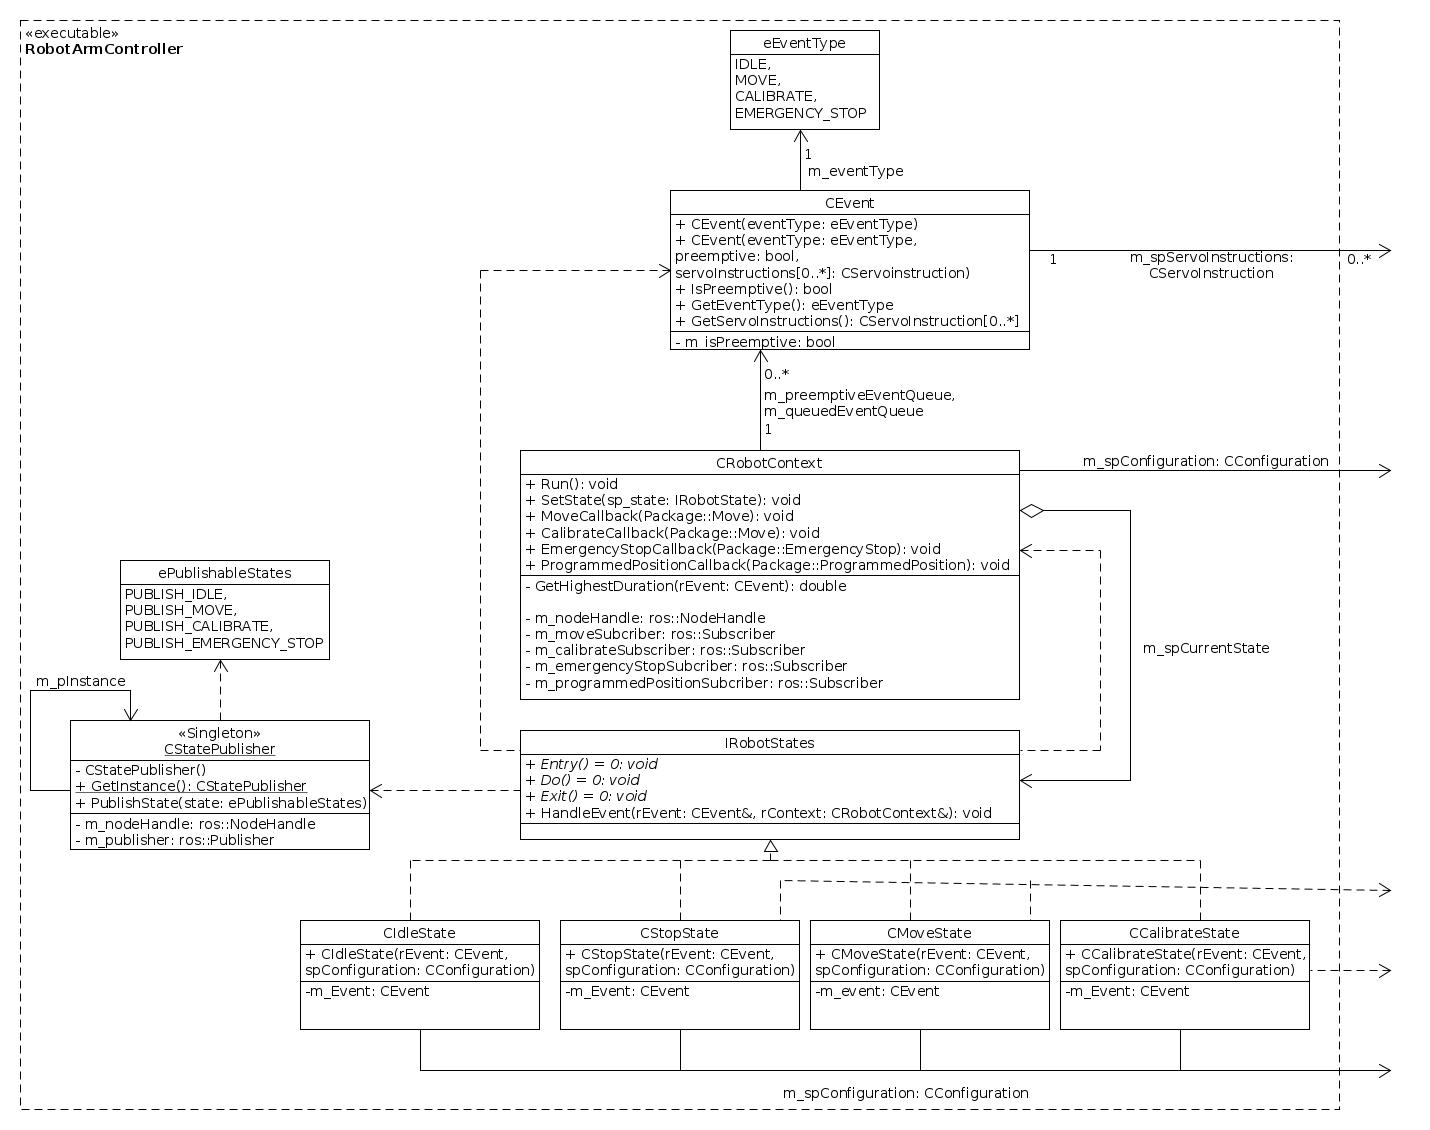 «executable»
RobotArmController
eEventType
IDLE,
MOVE,
CALIBRATE,
EMERGENCY_STOP
1
m_eventType
CEvent
+ CEvent(eventType: eEventType)
+ CEvent(eventType: eEventType,
preemptive: bool,
servoInstructions[0..*]: CServoinstruction)
+ IsPreemptive(): bool
+ GetEventType(): eEventType
+ GetServoInstructions(): CServoInstruction[0..*]
- m_isPreemptive: bool
1
m_spServoInstructions:
CServoInstruction
0..*
0..*
m_preemptiveEventQueue,
m_queuedEventQueue
1
CRobotContext
+ Run(): void
+ SetState(sp_state: IRobotState): void
+ MoveCallback(Package::Move): void
+ CalibrateCallback(Package::Move): void
+ EmergencyStopCallback(Package::EmergencyStop): void
+ ProgrammedPositionCallback(Package::ProgrammedPosition): void
- GetHighestDuration(rEvent: CEvent): double
- m_nodeHandle: ros::NodeHandle
- m_moveSubcriber: ros::Subscriber
- m_calibrateSubscriber: ros::Subscriber
- m_emergencyStopSubcriber: ros::Subscriber
- m_programmedPositionSubcriber: ros::Subscriber
m_spConfiguration: CConfiguration
m_spCurrentState
ePublishableStates
PUBLISH_IDLE,
PUBLISH_MOVE,
PUBLISH_CALIBRATE,
PUBLISH_EMERGENCY_STOP
m_pInstance
«Singleton»
CStatePublisher
- CStatePublisher()
+ GetInstance(): CStatePublisher
+ PublishState(state: ePublishableStates)
- m_nodeHandle: ros::NodeHandle
- m_publisher: ros::Publisher
IRobotStates
+ Entry() = 0: void
+ Do() = 0: void
+ Exit() = 0: void
+ HandleEvent(rEvent: CEvent&, rContext: CRobotContext&): void
CIdleState
+ CIdleState(rEvent: CEvent,
spConfiguration: CConfiguration)
-m_Event: CEvent
CStopState
+ CStopState(rEvent: CEvent,
spConfiguration: CConfiguration)
-m_Event: CEvent
CMoveState
+ CMoveState(rEvent: CEvent,
spConfiguration: CConfiguration)
-m_event: CEvent
CCalibrateState
+ CCalibrateState(rEvent: CEvent,
spConfiguration: CConfiguration)
-m_Event: CEvent
m_spConfiguration: CConfiguration